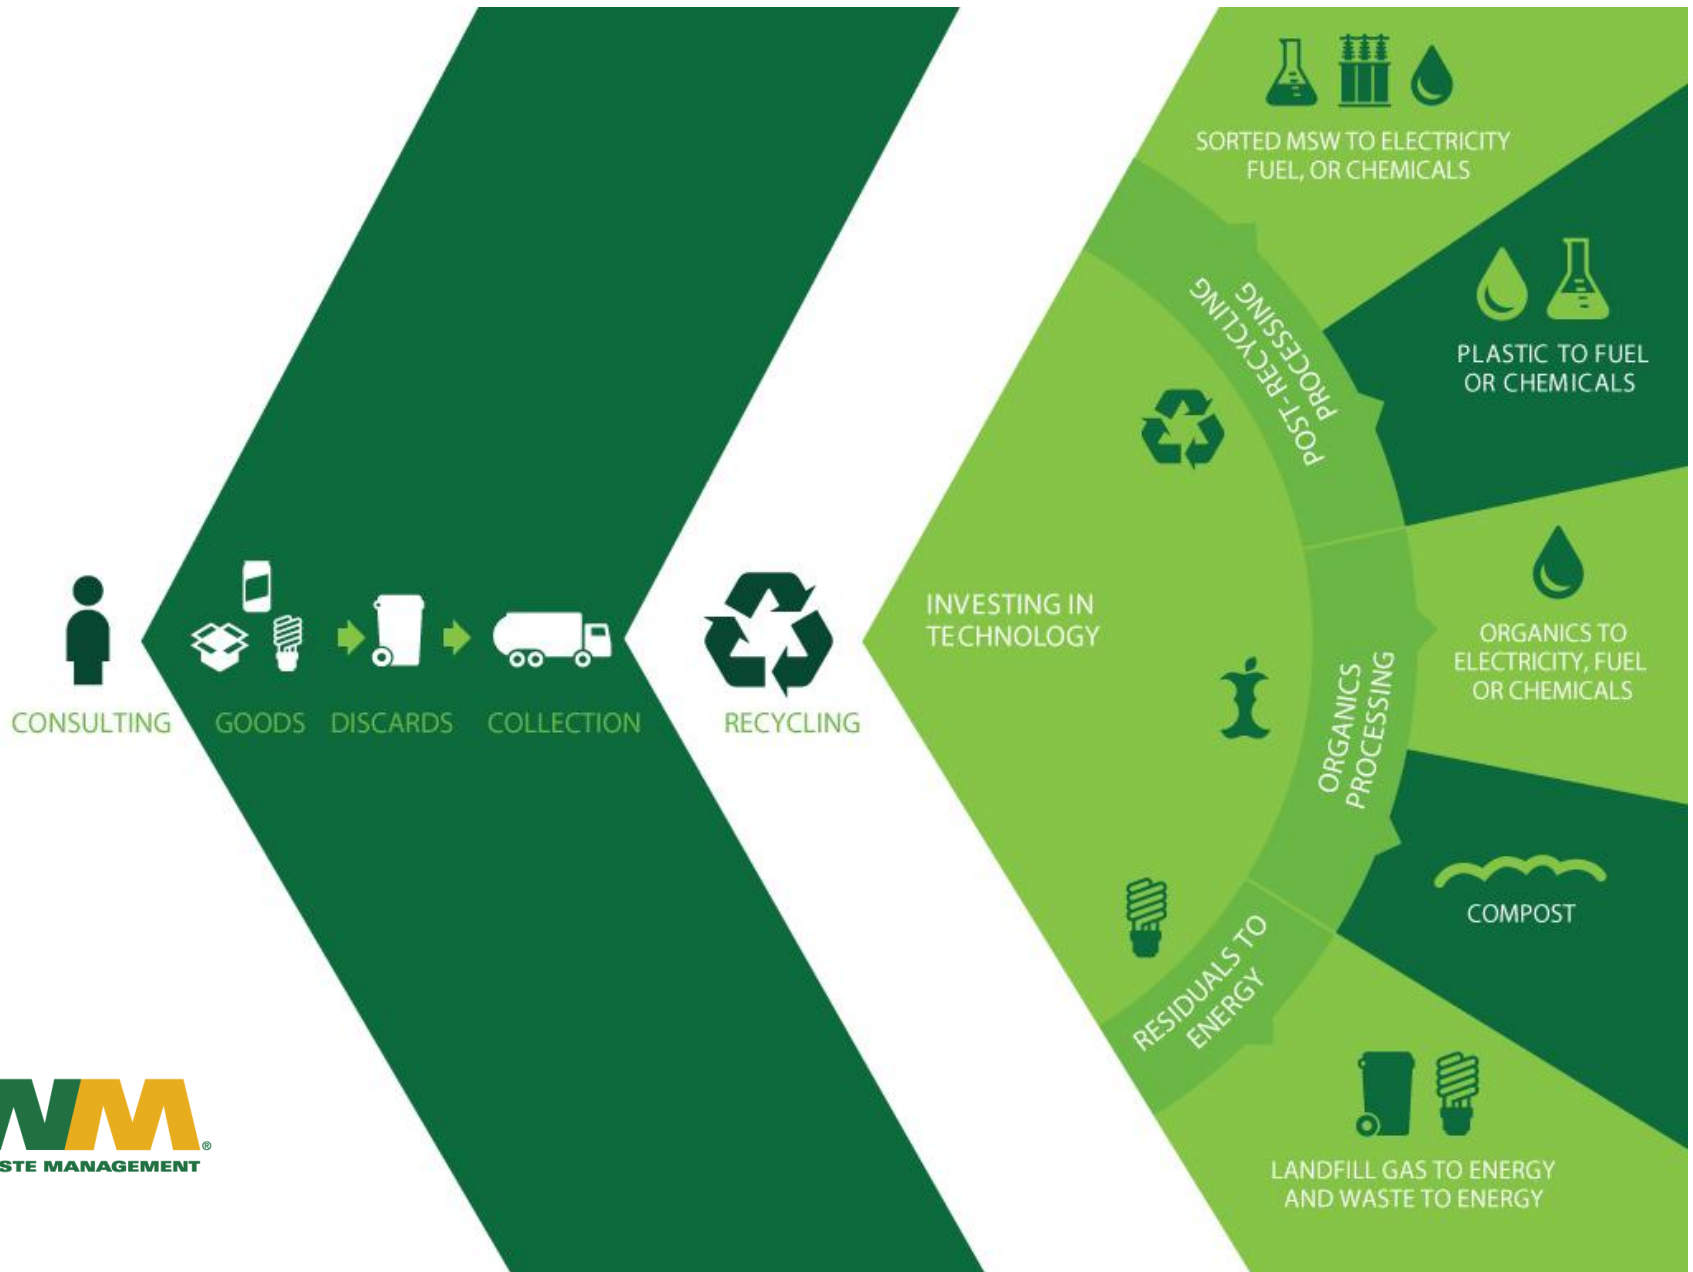 SORTED MSW TO ELECTRICITY
FUEL, OR CHEMICALS
POST-RECYCLING
PROCESSING
PLASTIC TO FUEL
OR CHEMICALS
INVESTING IN
TECHNOLOGY
ORGANICS TO
ELECTRICITY, FUEL
OR CHEMICALS
ORGANICS
PROCESSING
CONSULTING
GOODS
DISCARDS
COLLECTION
RECYCLING
COMPOST
RESIDUALS TO
ENERGY
LANDFILL GAS TO ENERGY
AND WASTE TO ENERGY
WM®
STE MANAGEMENT